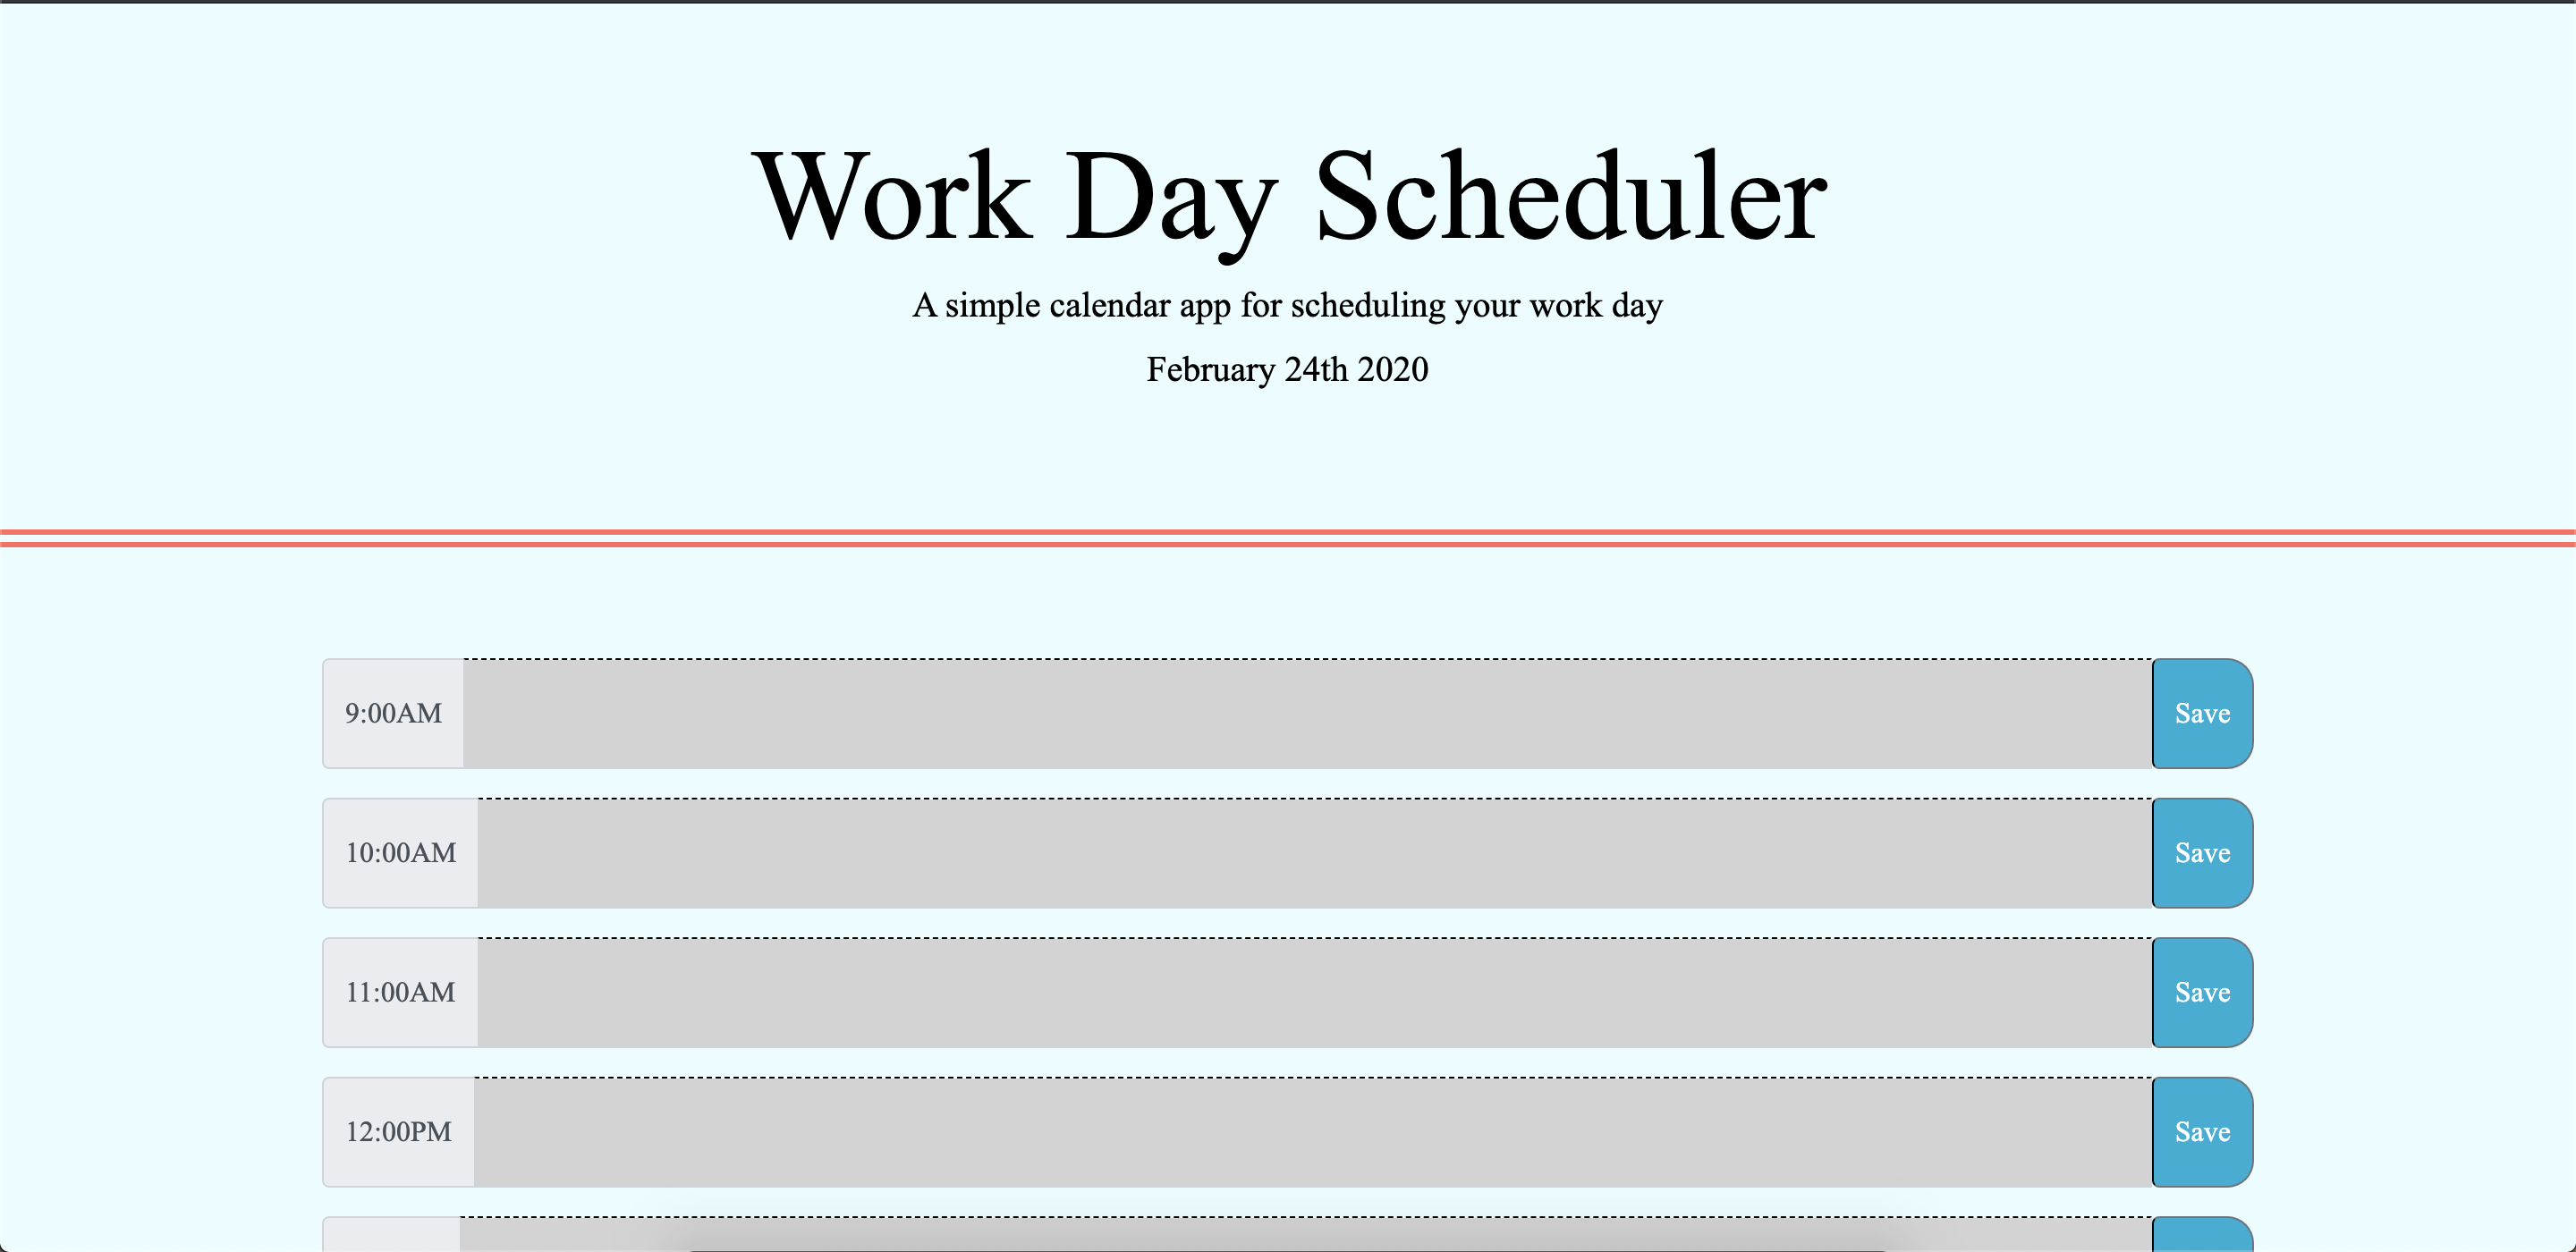 Work Day Scheduler
A simple calendar app for scheduling your work day
February 24th 2020
9:00AM Save
10:00AM Save
11:00AM Save
12:00PM Save